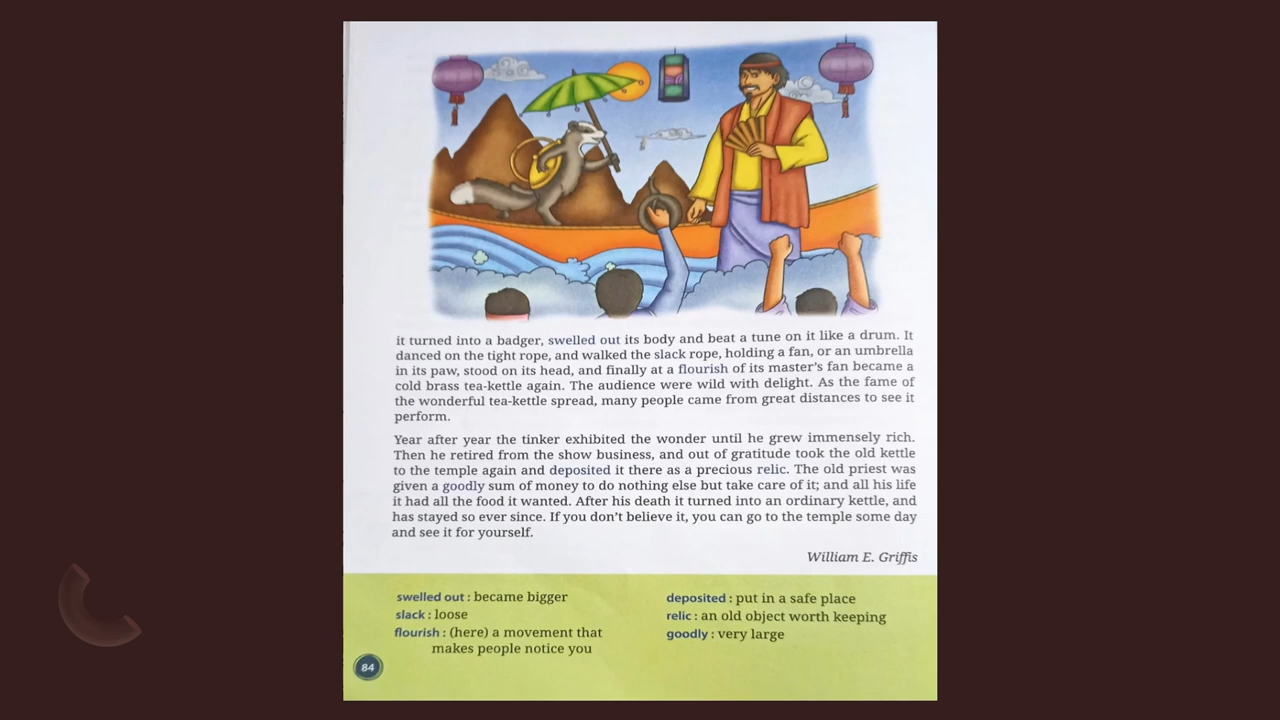 it turned into a badger, swelled out its body and beat a tune on it like a drum. It
danced on the tight rope, and walked the slack rope, holding a fan, or an umbrella
in its paw, stood on its head, and finally at a flourish of its master's fan became a
cold brass tea-kettle again. The audience were wild with delight. As the fame of
the wonderful tea-kettle spread, many people came from great distances to see it
perform.
Year after year the tinker exhibited the wonder until he grew immensely rich.
Then he retired from the show business, and out of gratitude took the old kettle
to the temple again and deposited it there as a precious relic. The old priest was
given a goodly sum of money to do nothing else but take care of it; and all his life
it had all the food it wanted. After his death it turned into an ordinary kettle, and
has stayed so ever since. If you don't believe it, you can go to the temple some day
and see it for yourself.
William E. Griffis
swelled out : became bigger
slack : loose
flourish : (here) a movement that
makes people notice you
deposited : put in a safe place
relic : an old object worth keeping
goodly : very large
84